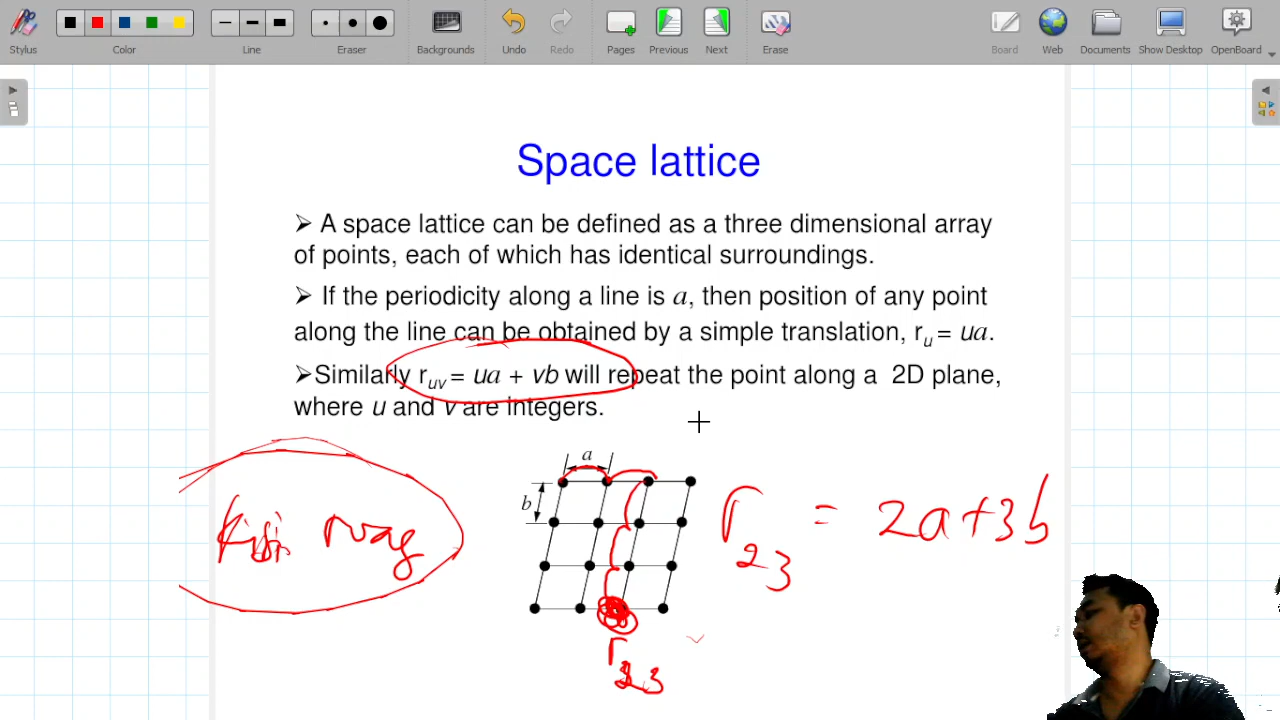 Stylus Color Line Eraser Backgrounds Undo Redo Pages Previous Next Erase Board Web Documents Show Desktop OpenBoard
Space lattice
➢ A space lattice can be defined as a three dimensional array
of points, each of which has identical surroundings.
➢ If the periodicity along a line is a, then position of any point
along the line can be obtained by a simple translation, ru = ua.
➢Similarly ruv = ua + vb will repeat the point along a 2D plane,
where u and v are integers.
a
b
r23 = 2a+3b
r23